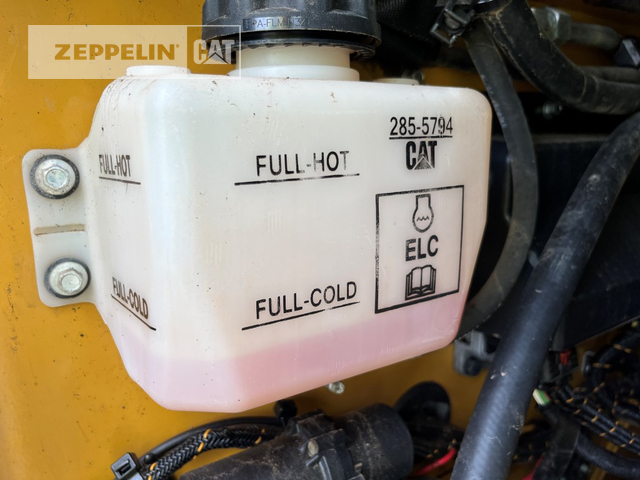 ZEPPELIN CAT
FULL-HOT
FULL-HOT
285-5794
CAT
ELC
FULL-COLD
FULL-COLD